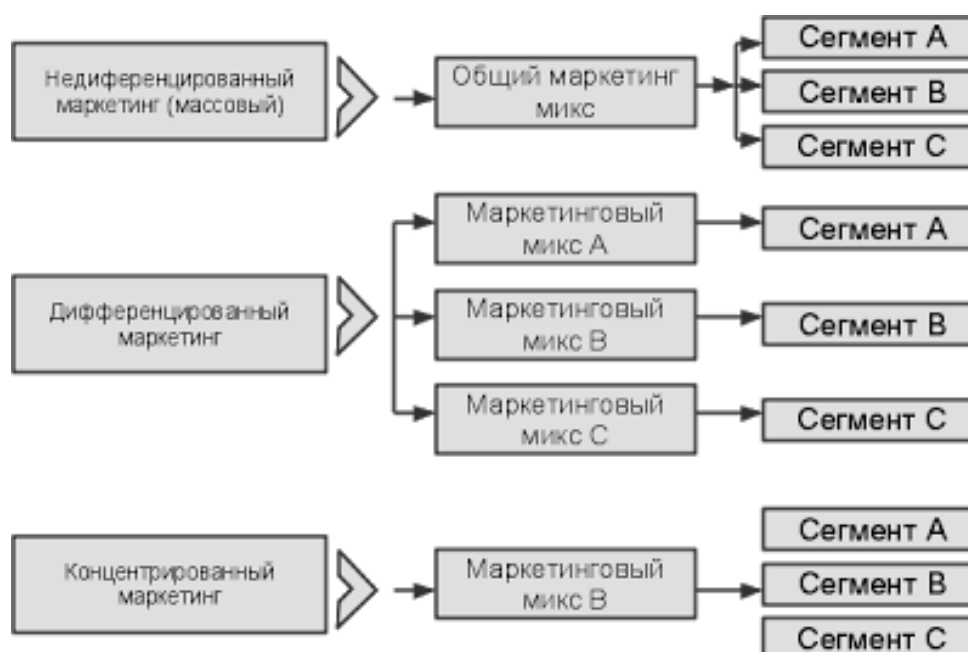 Недиференцированный
маркетинг (массовый)
Общий маркетинг
микс
Сегмент A
Сегмент B
Сегмент C
Дифференцированный
маркетинг
Маркетинговый
микс A
Сегмент A
Маркетинговый
микс B
Сегмент B
Маркетинговый
микс C
Сегмент C
Концентрированный
маркетинг
Маркетинговый
микс B
Сегмент A
Сегмент B
Сегмент C